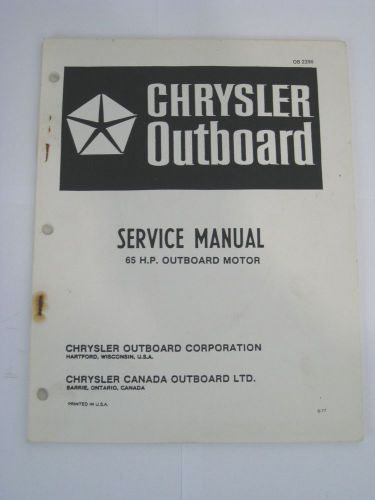 OB 2299
CHRYSLER
Outboard
SERVICE MANUAL
65 H.P. OUTBOARD MOTOR
CHRYSLER OUTBOARD CORPORATION
HARTFORD, WISCONSIN, U.S.A.
CHRYSLER CANADA OUTBOARD LTD.
BARRIE, ONTARIO, CANADA
PRINTED IN U.S.A.